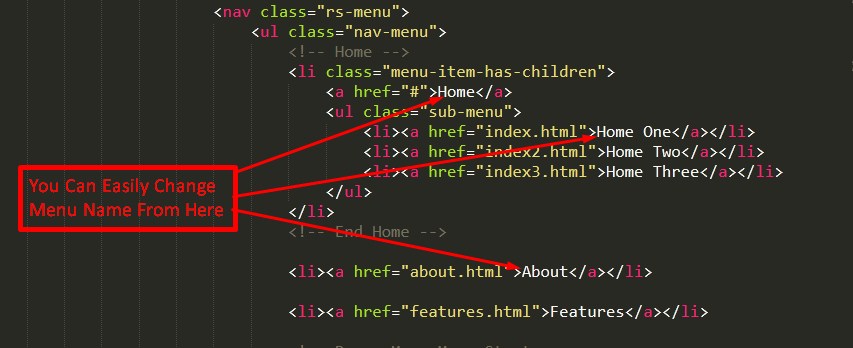 <nav class="rs-menu">
<ul class="nav-menu">
<!-- Home -->
<li class="menu-item-has-children">
<a href="#">Home</a>
<ul class="sub-menu">
<li><a href="index.html">Home One</a></li>
<li><a href="index2.html">Home Two</a></li>
<li><a href="index3.html">Home Three</a></li>
</ul>
</li>
<!-- End Home -->
<li><a href="about.html">About</a></li>
<li><a href="features.html">Features</a></li>
You Can Easily Change
Menu Name From Here